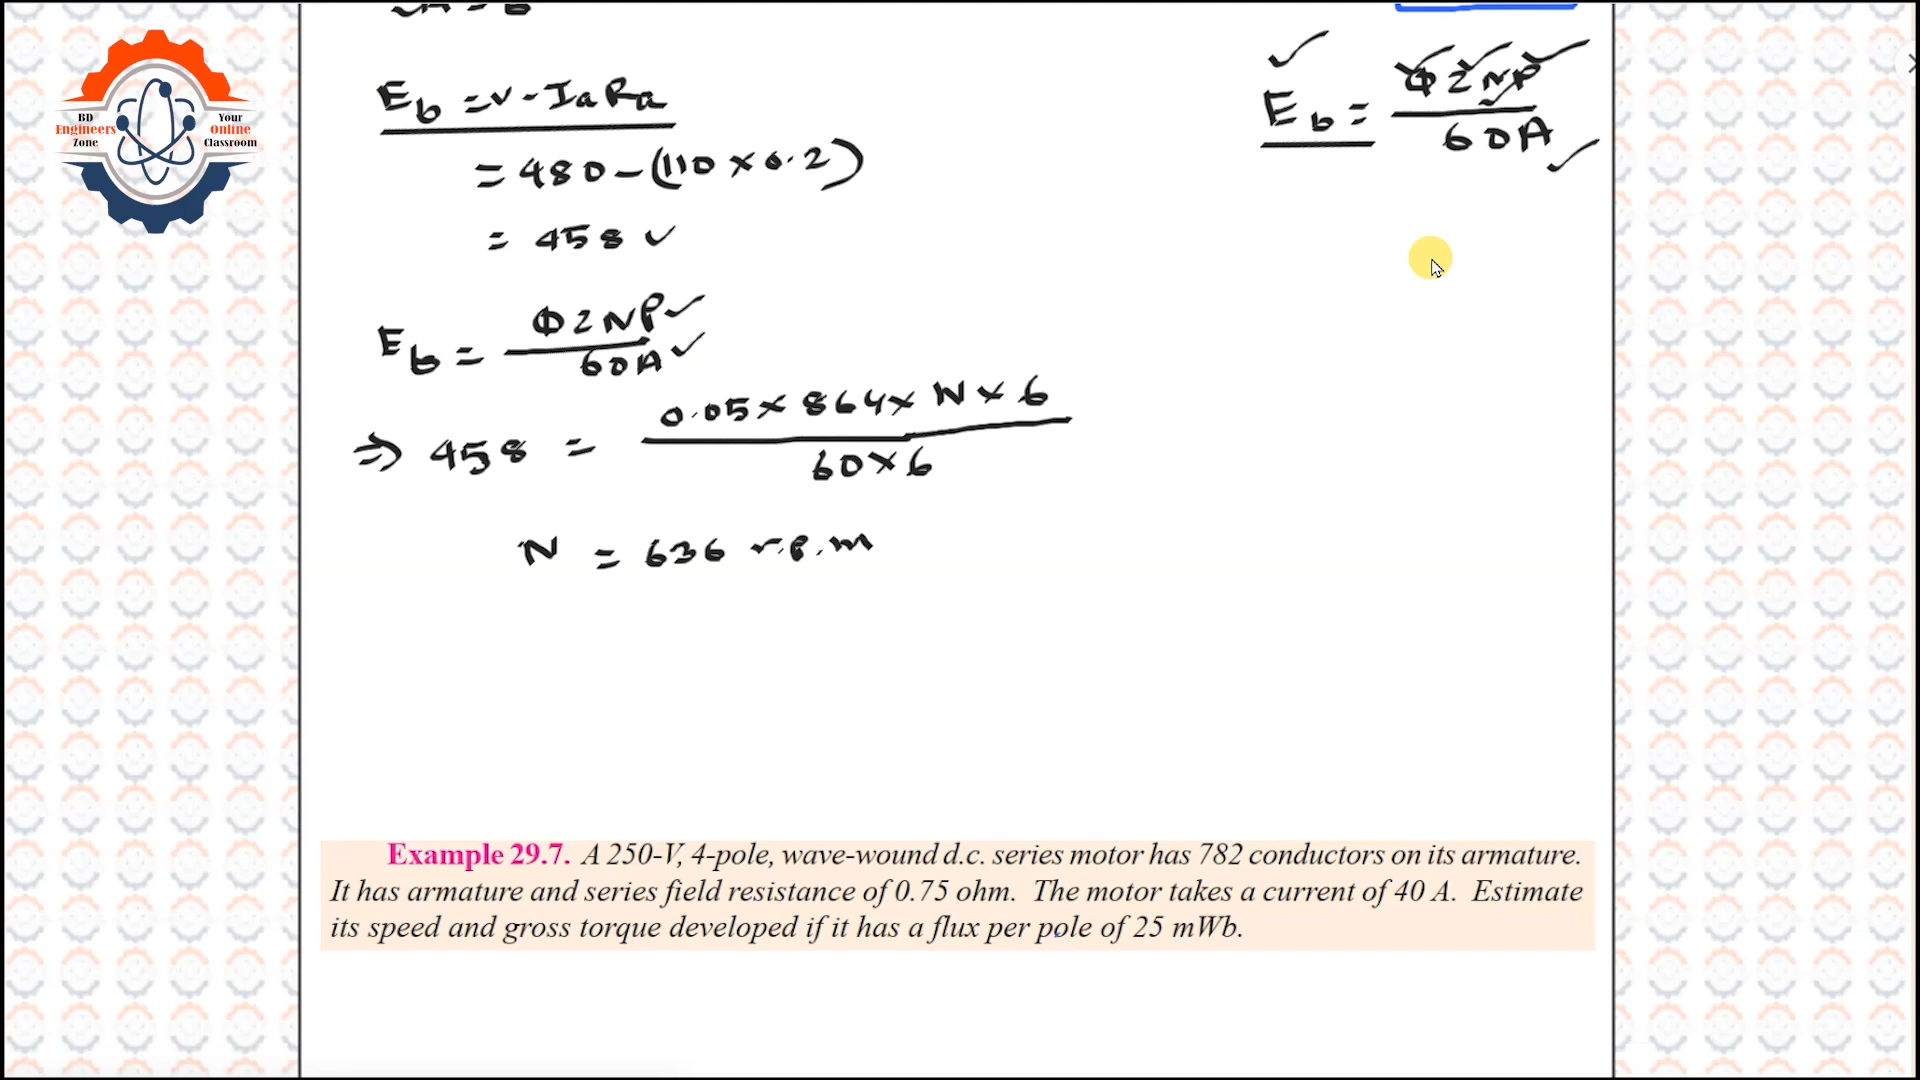 A = 6
BD
Engineers
Zone
Your
Online
Classroom
Eb = V - IaRa
= 480 - (110 × 0.2)
= 458 ✓
Eb = ΦZNP / 60A
Eb = ΦZNP / 60A
⇒ 458 = 0.05 × 864 × N × 6 / 60 × 6
N = 636 r.p.m
Example 29.7. A 250-V, 4-pole, wave-wound d.c. series motor has 782 conductors on its armature.
It has armature and series field resistance of 0.75 ohm. The motor takes a current of 40 A. Estimate
its speed and gross torque developed if it has a flux per pole of 25 mWb.